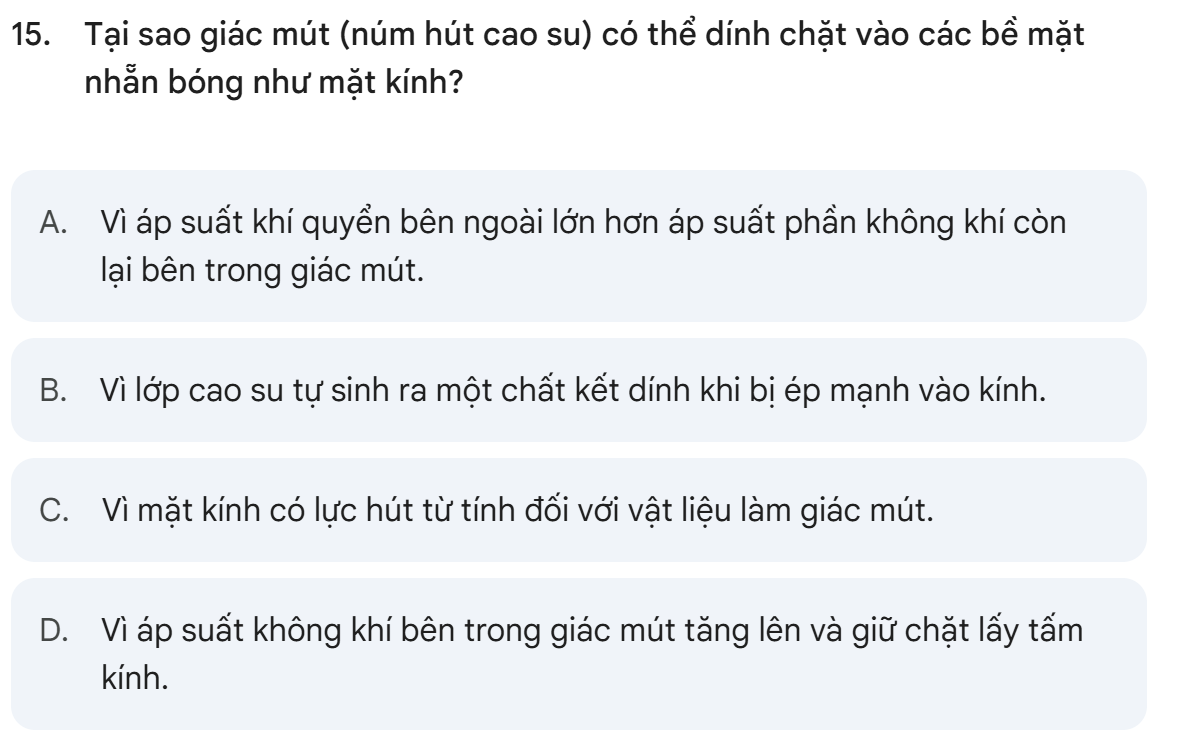 15. Tại sao giác mút (núm hút cao su) có thể dính chặt vào các bề mặt
nhẵn bóng như mặt kính?
A. Vì áp suất khí quyển bên ngoài lớn hơn áp suất phần không khí còn
lại bên trong giác mút.
B. Vì lớp cao su tự sinh ra một chất kết dính khi bị ép mạnh vào kính.
C. Vì mặt kính có lực hút từ tính đối với vật liệu làm giác mút.
D. Vì áp suất không khí bên trong giác mút tăng lên và giữ chặt lấy tấm
kính.